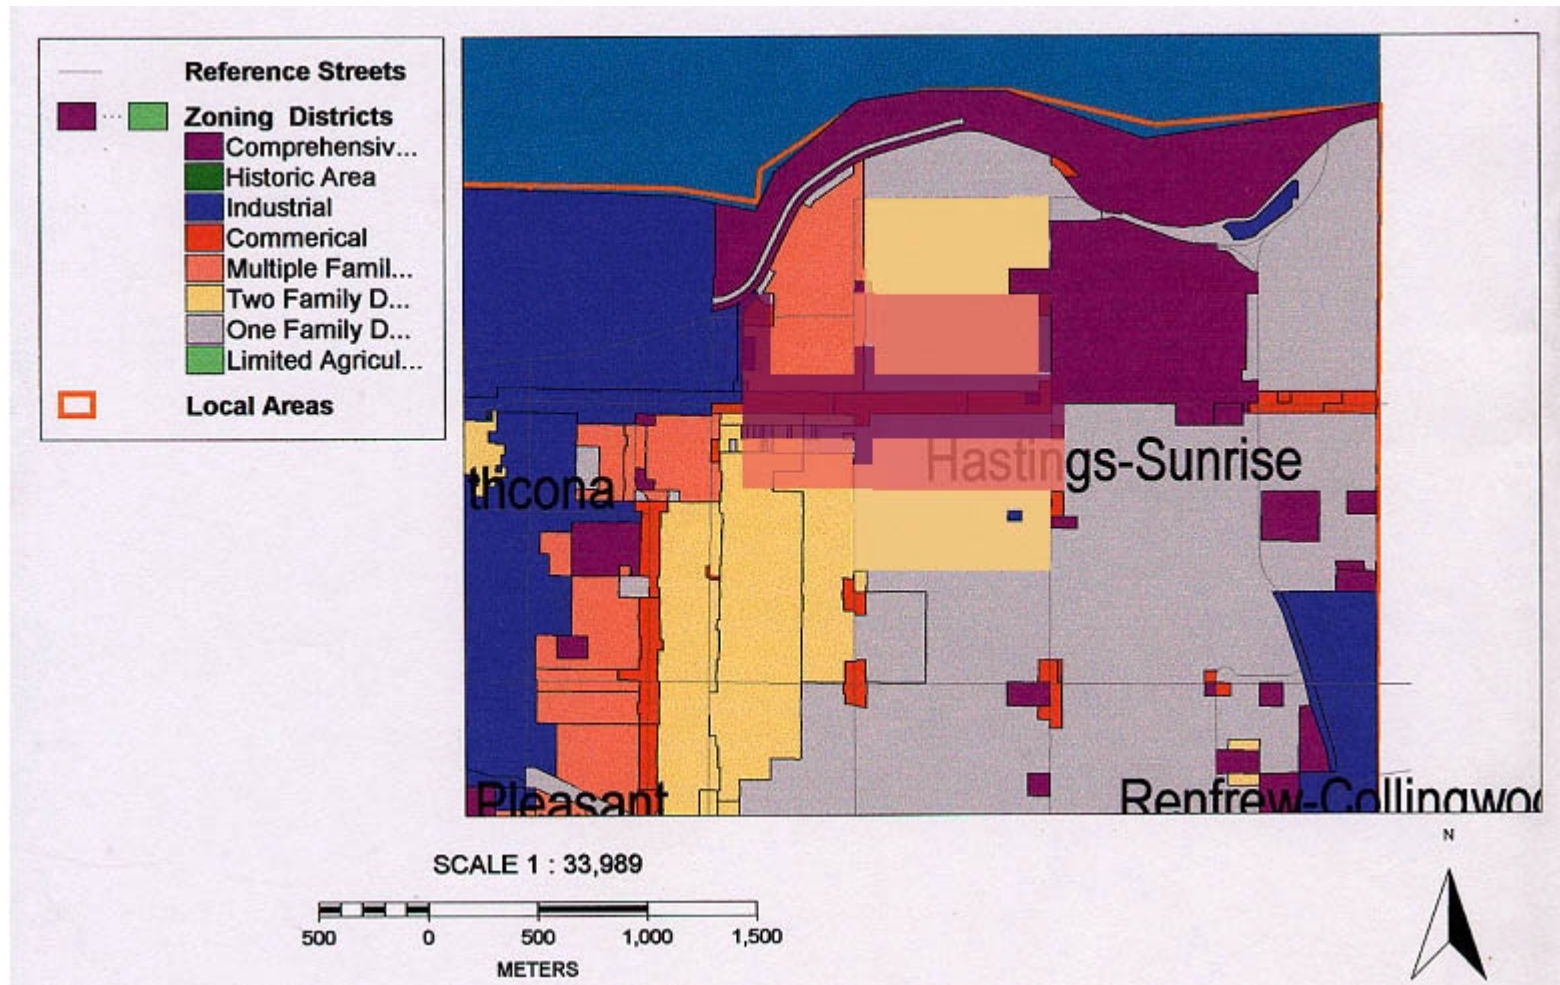 Reference Streets
Zoning Districts
Comprehensiv...
Historic Area
Industrial
Commerical
Multiple Famil...
Two Family D...
One Family D...
Limited Agricul...
Local Areas
Hastings-Sunrise
thcona
Pleasant
Renfrew-Collingwoo
N
SCALE 1 : 33,989
500 0 500 1,000 1,500
METERS